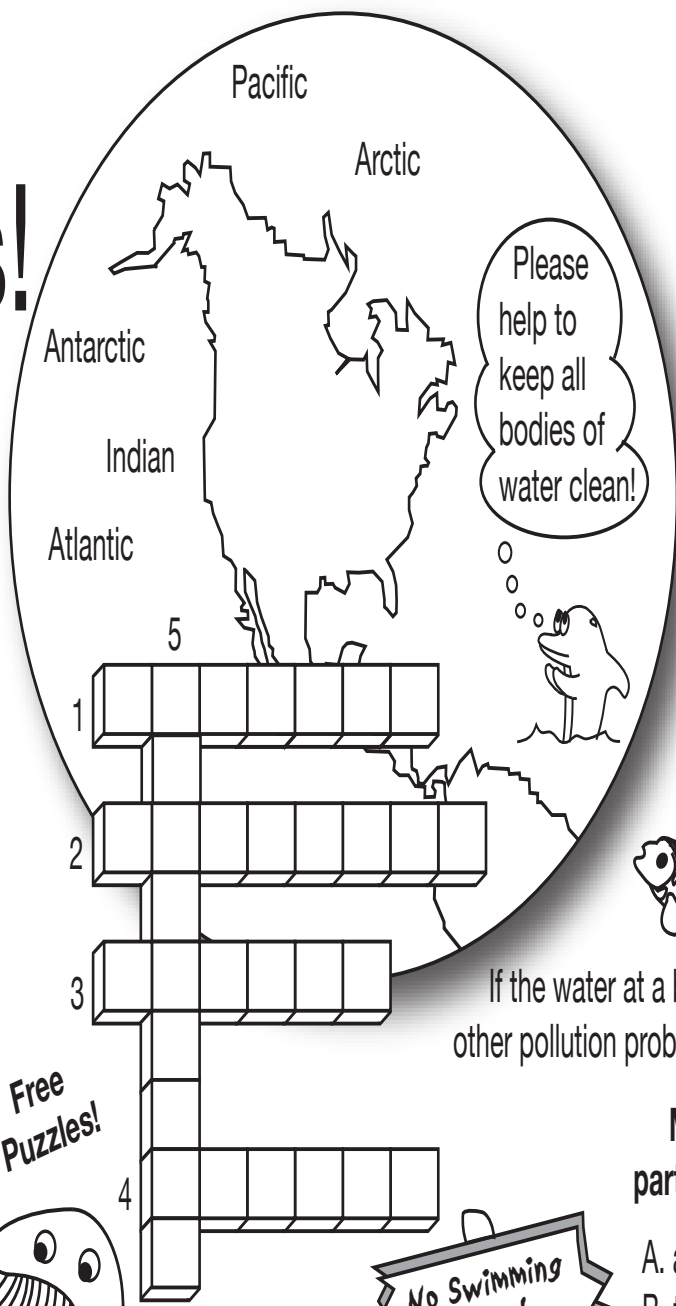 s!
Pacific
Arctic
Antarctic
Indian
Atlantic
Please
help to
keep all
bodies of
water clean!
5
1
2
3
4
If the water at a
other pollution
Free
Puzzles!
No Swimming
A.